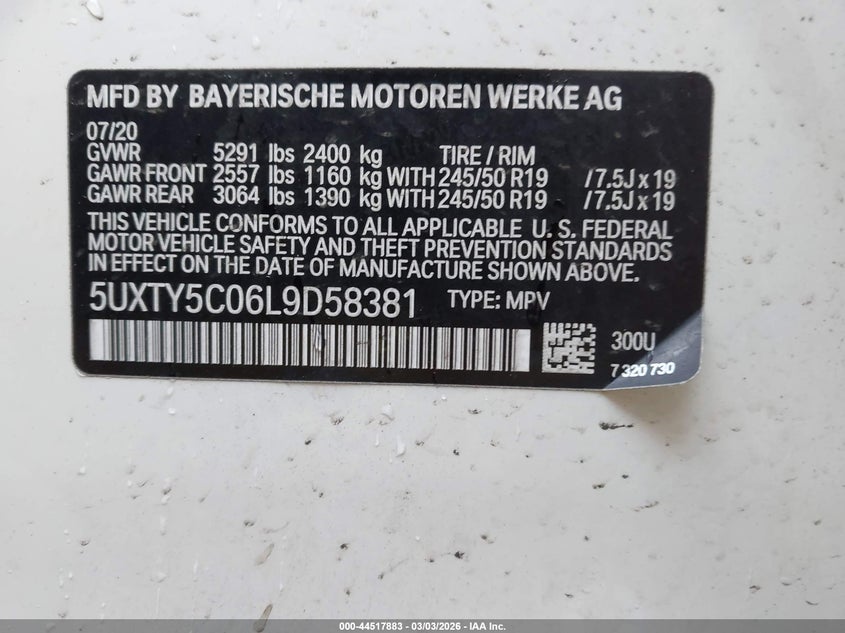 MFD BY BAYERISCHE MOTOREN WERKE AG
07/20
GVWR 5291 lbs 2400 kg TIRE / RIM
GAWR FRONT 2557 lbs 1160 kg WITH 245/50 R19 /7.5J x 19
GAWR REAR 3064 lbs 1390 kg WITH 245/50 R19 /7.5J x 19
THIS VEHICLE CONFORMS TO ALL APPLICABLE U. S. FEDERAL
MOTOR VEHICLE SAFETY AND THEFT PREVENTION STANDARDS
IN EFFECT ON THE DATE OF MANUFACTURE SHOWN ABOVE.
5UXTY5C06L9D58381 TYPE: MPV
300U
7 320 730
000-44517883 — 03/03/2026 — IAA Inc.